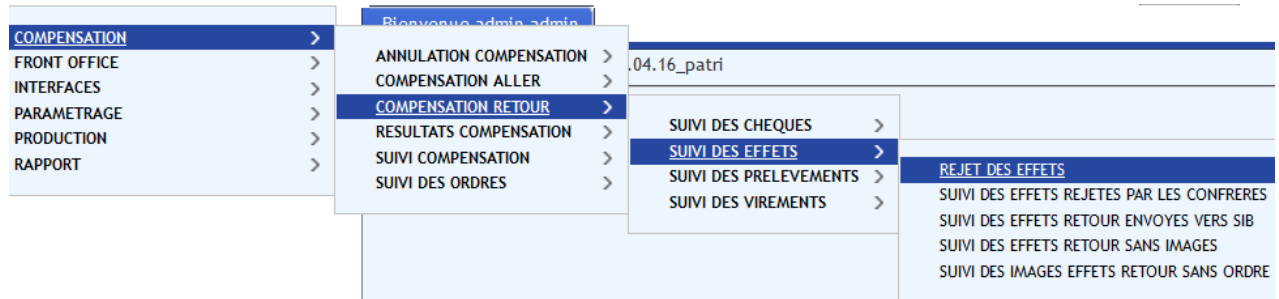 Bienvenue admin admin
COMPENSATION
FRONT OFFICE
INTERFACES
PARAMETRAGE
PRODUCTION
RAPPORT
ANNULATION COMPENSATION
COMPENSATION ALLER
COMPENSATION RETOUR
RESULTATS COMPENSATION
SUIVI COMPENSATION
SUIVI DES ORDRES
.04.16_patri
SUIVI DES CHEQUES
SUIVI DES EFFETS
SUIVI DES PRELEVEMENTS
SUIVI DES VIREMENTS
REJET DES EFFETS
SUIVI DES EFFETS REJETES PAR LES CONFRERES
SUIVI DES EFFETS RETOUR ENVOYES VERS SIB
SUIVI DES EFFETS RETOUR SANS IMAGES
SUIVI DES IMAGES EFFETS RETOUR SANS ORDRE